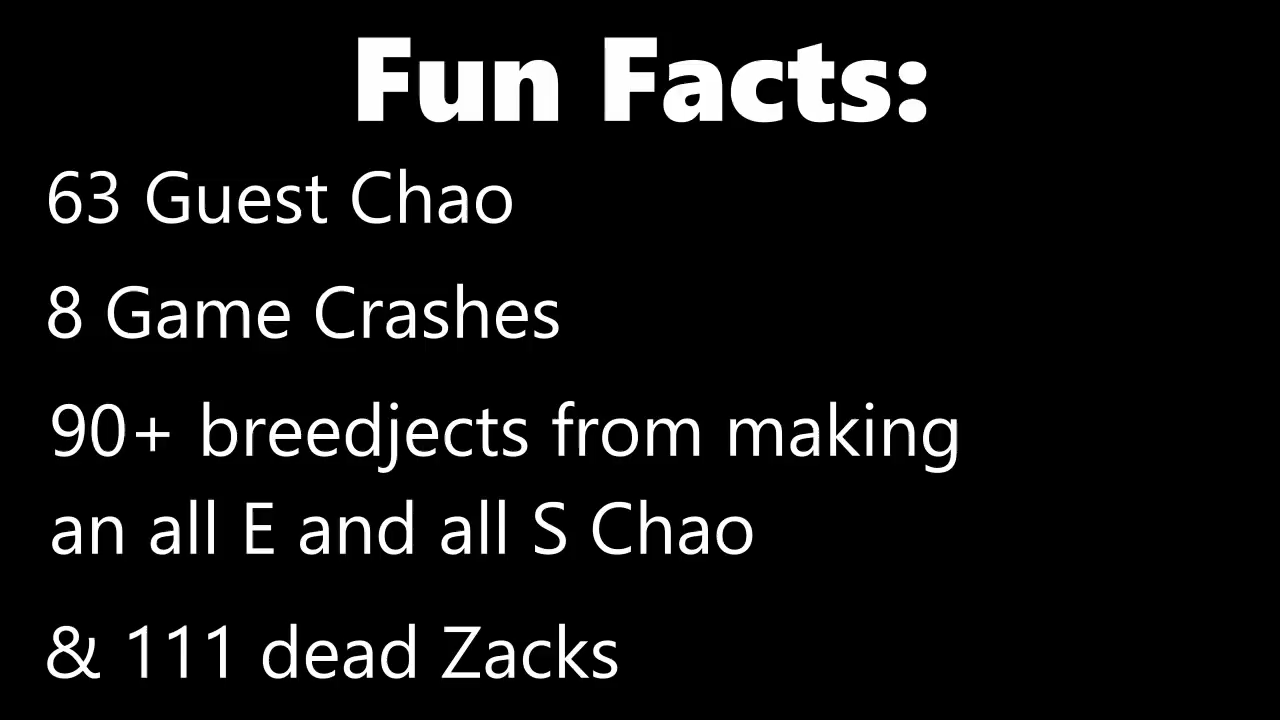 Fun Facts:
63 Guest Chao
8 Game Crashes
90+ breedjects from making
an all E and all S Chao
& 111 dead Zacks